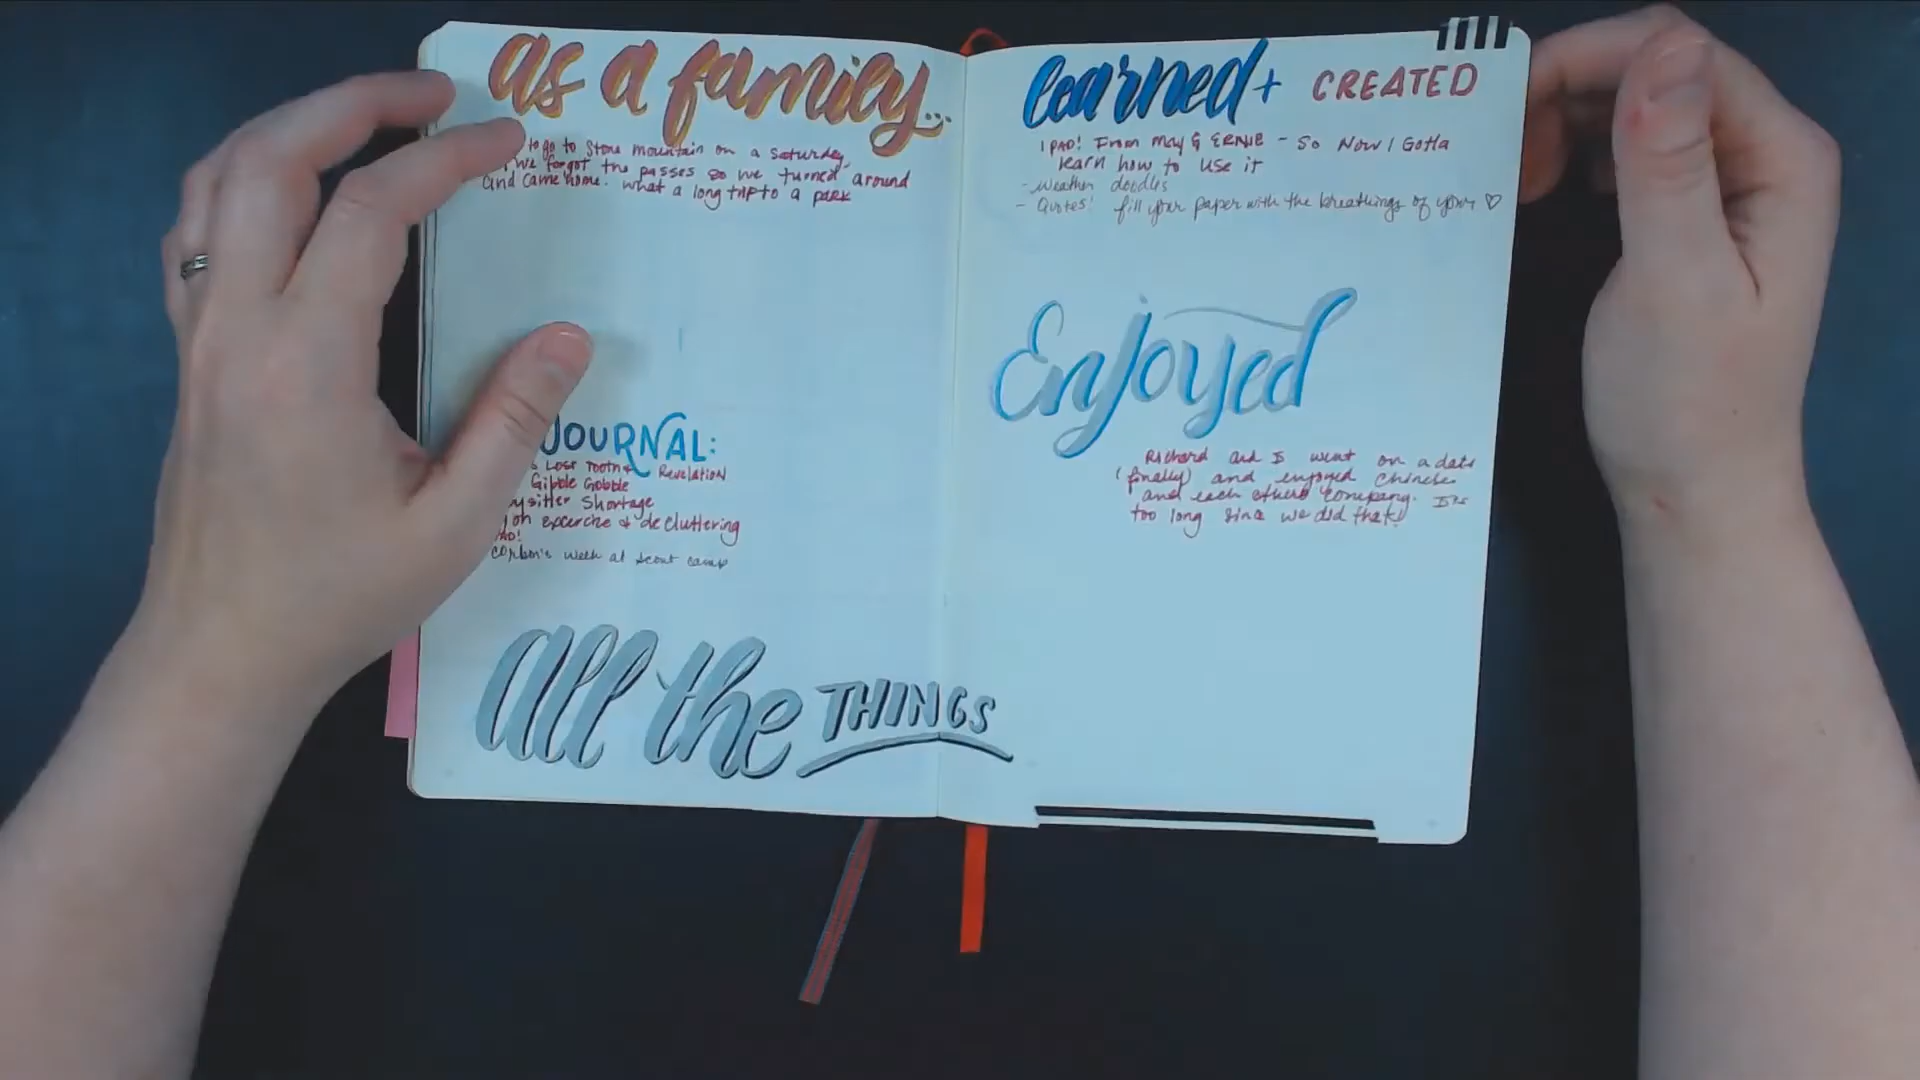 as a family...
to go to Stone mountain on a Saturday,
we forgot the passes so we turned around
and came home. what a long trip to a park
JOURNAL:
Lost Tooth + Revelation
Gibble Gobble
sitter Shortage
on excercise & decluttering
week at scout camp
all the THINGS
learned + CREATED
IPAD! From May & ERNIE - So Now I Gotta
learn how to use it
- weather doodles
- Quotes! fill your paper with the breathings of your ♡
Enjoyed
Richard and I went on a date
(finally) and enjoyed Chinese
and each others company. It's
too long since we did that!